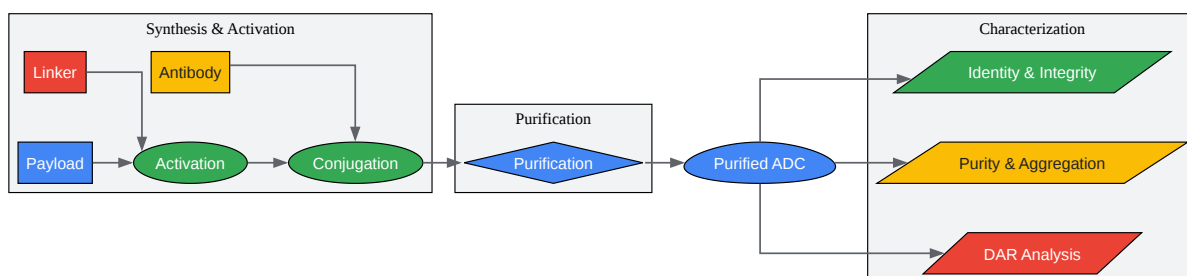 Synthesis & Activation
Linker
Antibody
Payload
Activation
Conjugation
Purification
Purification
Purified ADC
Characterization
Identity & Integrity
Purity & Aggregation
DAR Analysis